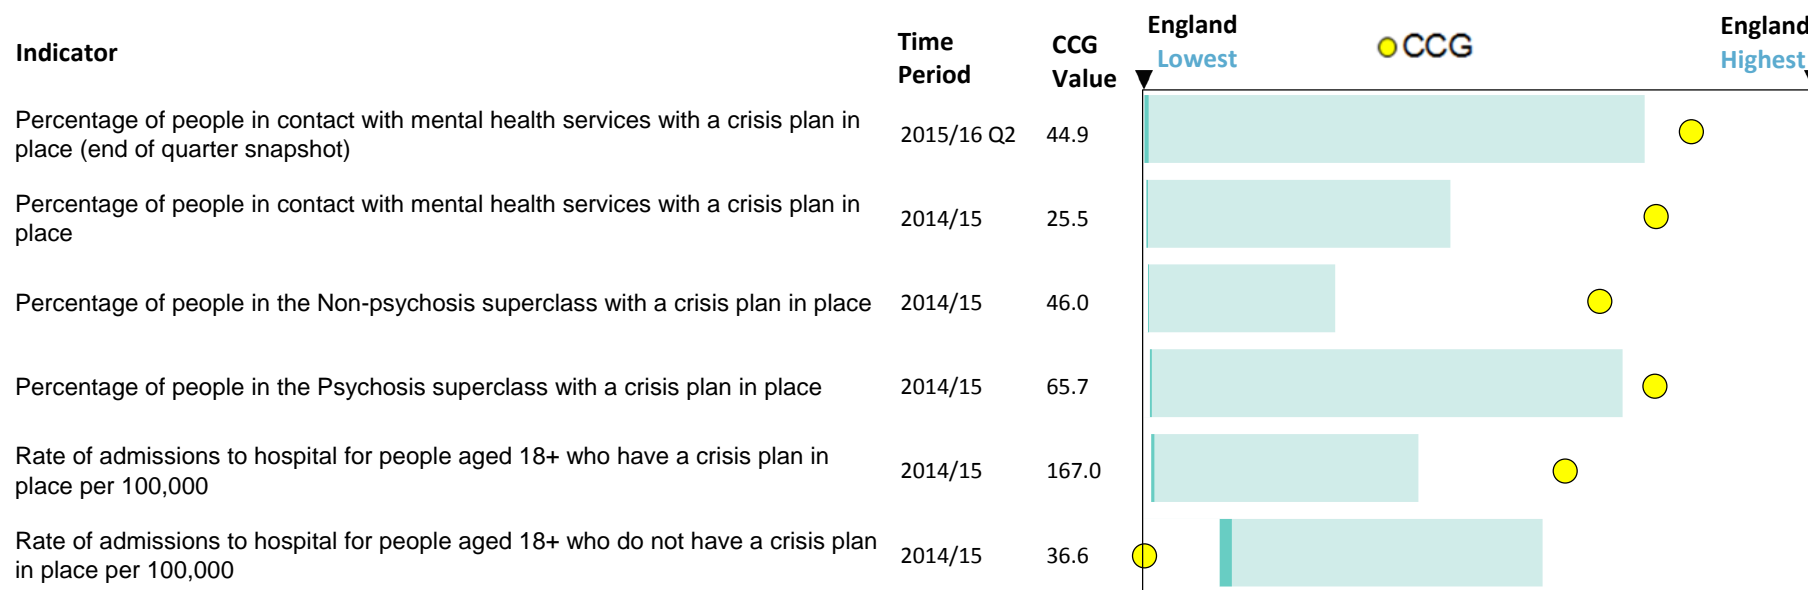 Indicator
Time
Period
CCG
Value
England
Lowest
CCG
England
Highest
Percentage of people in contact with mental health services with a crisis plan in
place (end of quarter snapshot)
2015/16 Q2
44.9
Percentage of people in contact with mental health services with a crisis plan in
place
2014/15
25.5
Percentage of people in the Non-psychosis superclass with a crisis plan in place
2014/15
46.0
Percentage of people in the Psychosis superclass with a crisis plan in place
2014/15
65.7
Rate of admissions to hospital for people aged 18+ who have a crisis plan in
place per 100,000
2014/15
167.0
Rate of admissions to hospital for people aged 18+ who do not have a crisis plan
in place per 100,000
2014/15
36.6